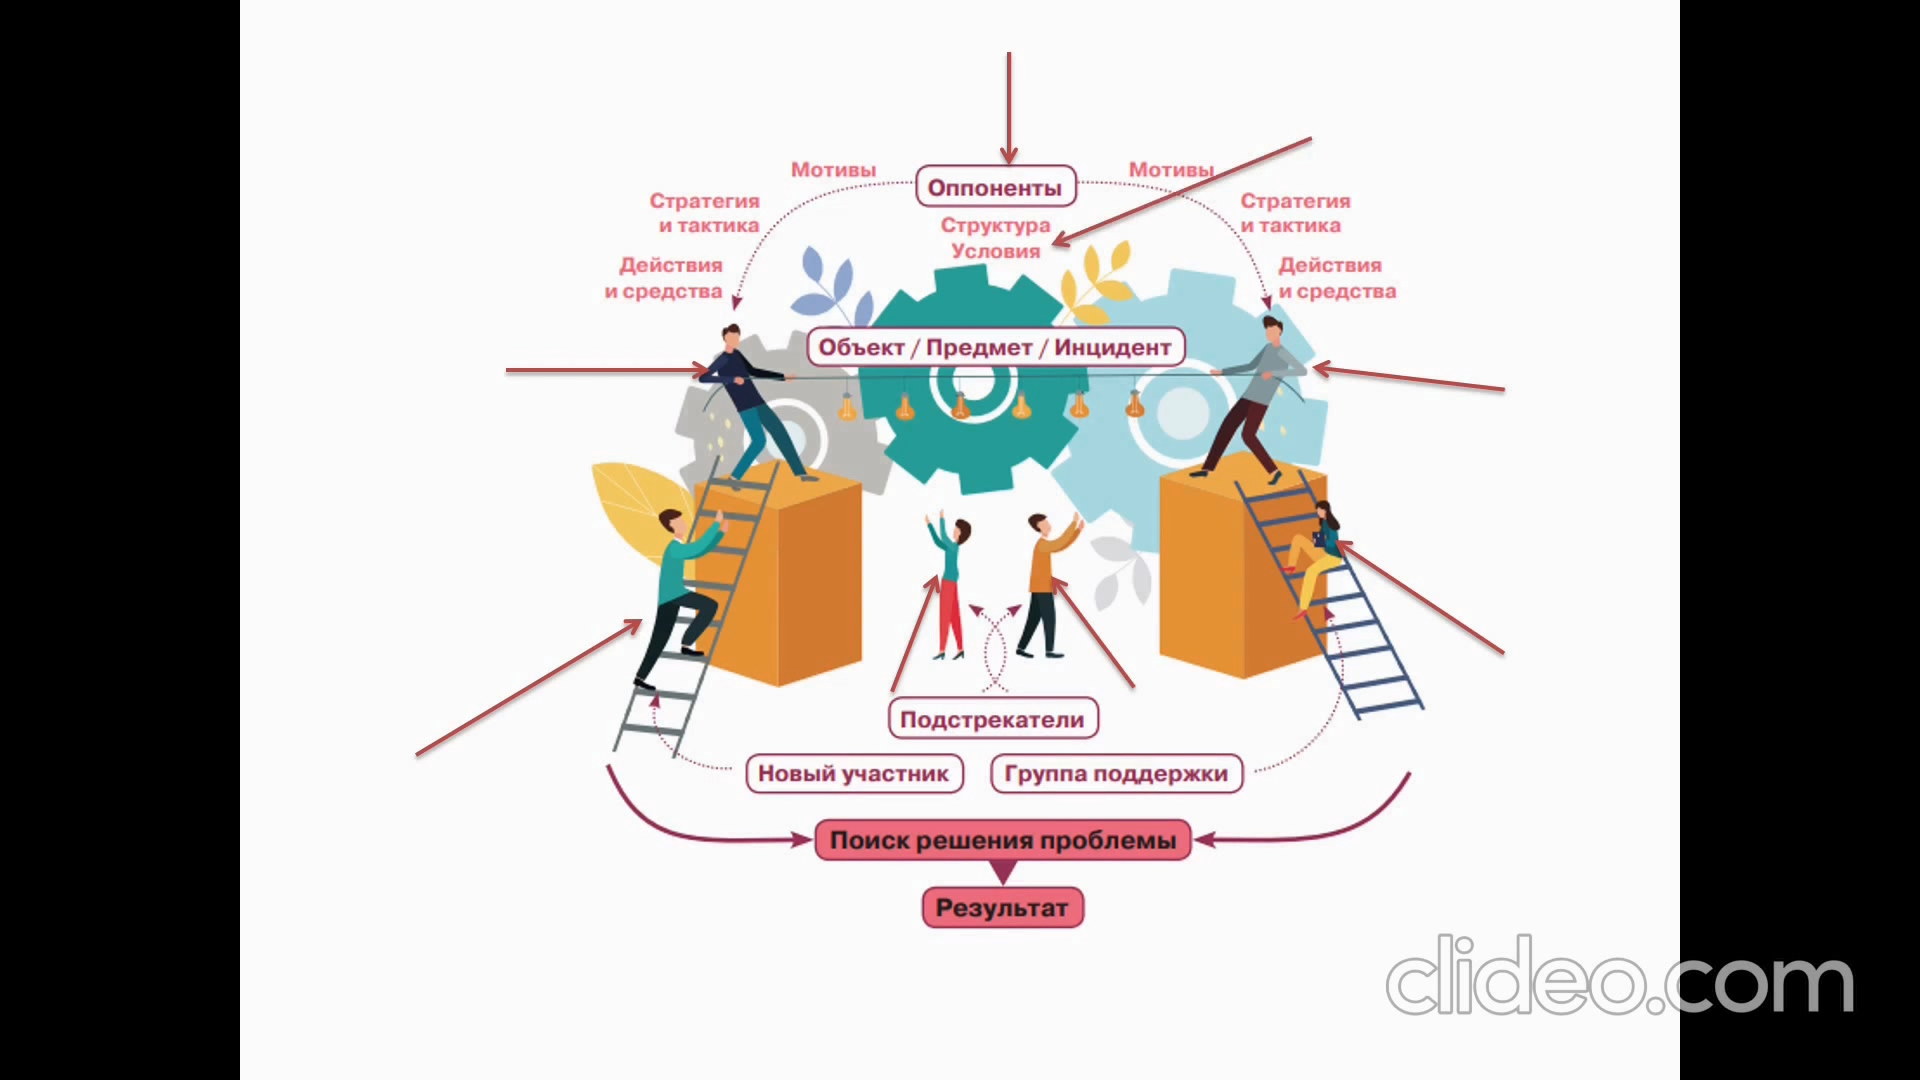 Оппоненты
Мотивы
Мотивы
Стратегия
и тактика
Стратегия
и тактика
Структура
Условия
Действия
и средства
Действия
и средства
Объект / Предмет / Инцидент
Подстрекатели
Новый участник
Группа поддержки
Поиск решения проблемы
Результат
clideo.com